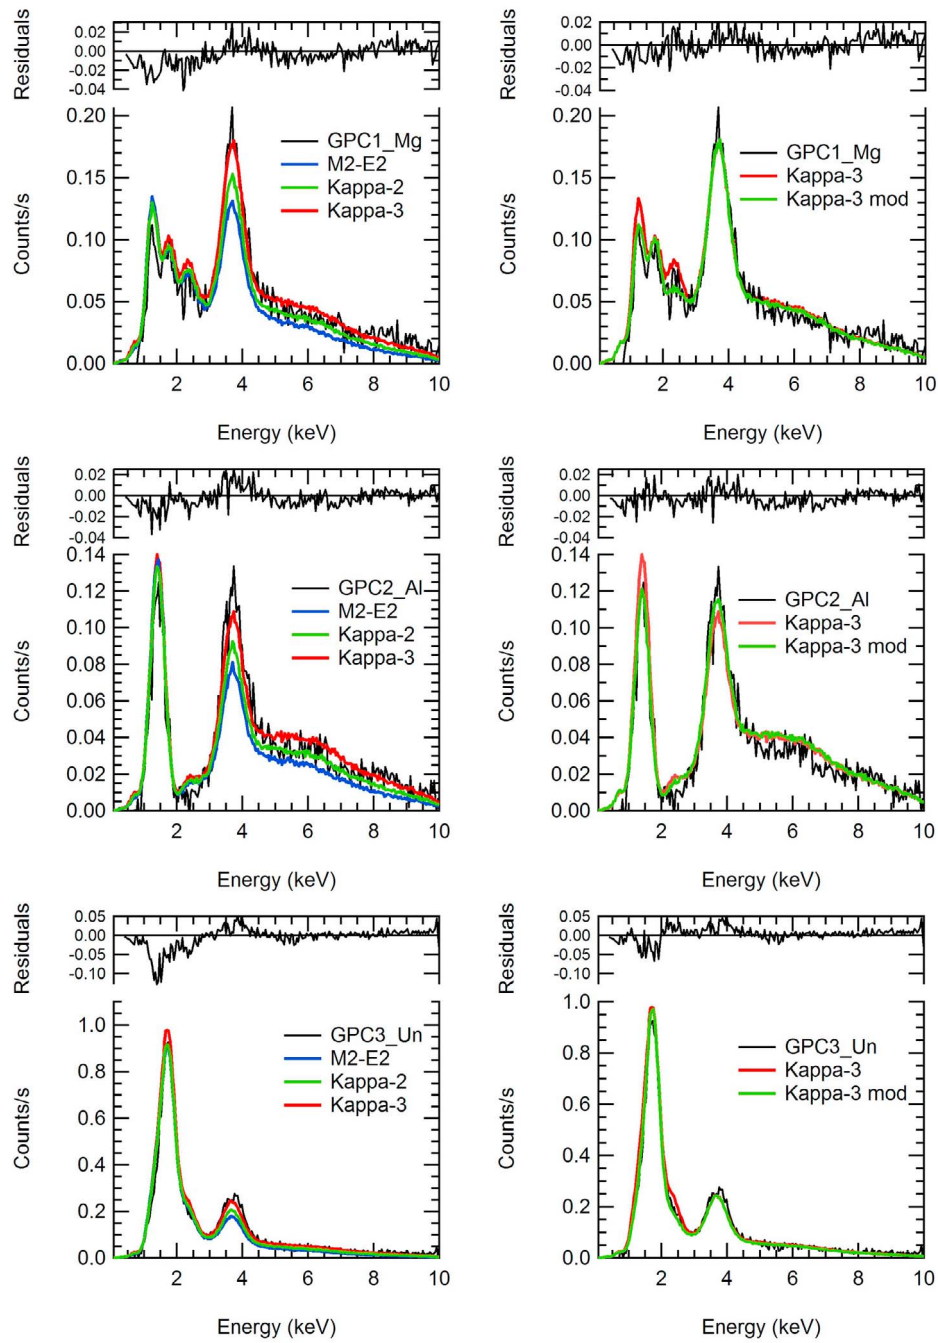 Residuals
0.02
0.00
-0.02
-0.04
Counts/s
0.20
0.15
0.10
0.05
0.00
GPC1_Mg
M2-E2
Kappa-2
Kappa-3
2 4 6 8 10
Energy (keV)
Residuals
0.02
0.00
-0.02
-0.04
Counts/s
0.20
0.15
0.10
0.05
0.00
GPC1_Mg
Kappa-3
Kappa-3 mod
2 4 6 8 10
Energy (keV)
Residuals
0.02
0.00
-0.02
-0.04
Counts/s
0.14
0.12
0.10
0.08
0.06
0.04
0.02
0.00
GPC2_Al
M2-E2
Kappa-2
Kappa-3
2 4 6 8 10
Energy (keV)
Residuals
0.02
0.00
-0.02
-0.04
Counts/s
0.14
0.12
0.10
0.08
0.06
0.04
0.02
0.00
GPC2_Al
Kappa-3
Kappa-3 mod
0 2 4 6 8 10
Energy (keV)
Residuals
0.05
0.00
-0.05
-0.10
Counts/s
1.0
0.8
0.6
0.4
0.2
0.0
GPC3_Un
M2-E2
Kappa-2
Kappa-3
2 4 6 8 10
Energy (keV)
Residuals
0.05
0.00
-0.05
-0.10
Counts/s
1.0
0.8
0.6
0.4
0.2
0.0
GPC3_Un
Kappa-3
Kappa-3 mod
2 4 6 8 10
Energy (keV)